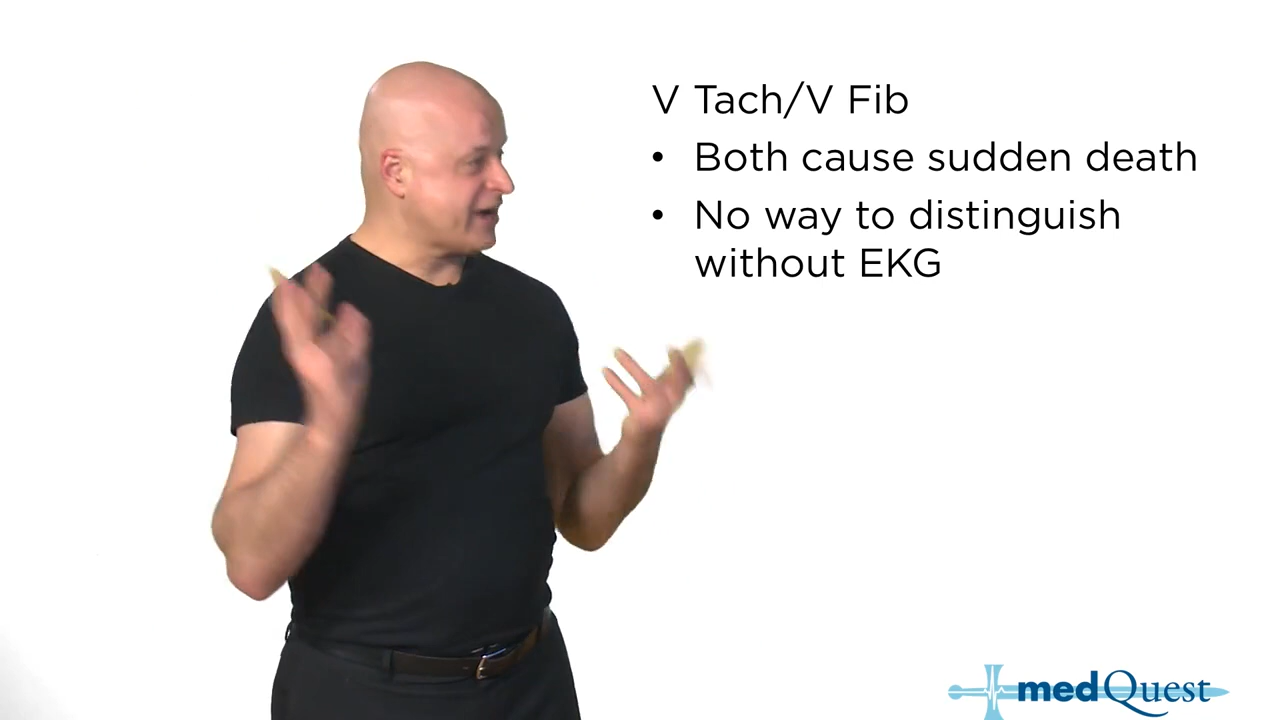 V Tach/V Fib
• Both cause sudden death
• No way to distinguish
without EKG
medQuest